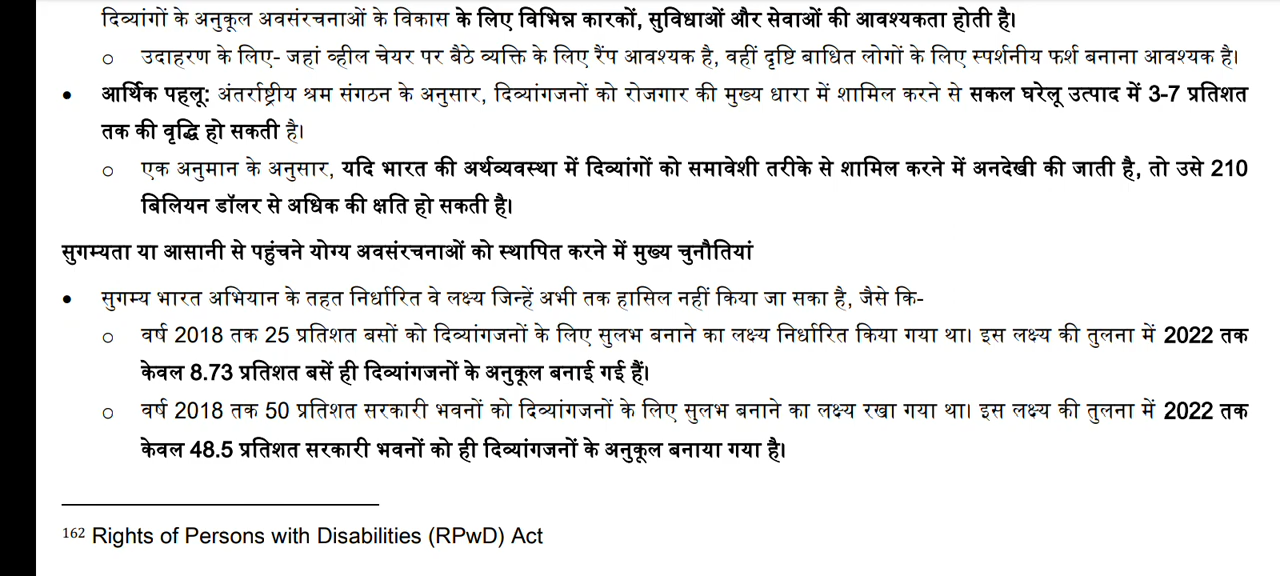 दिव्यांगों के अनुकूल अवसंरचनाओं के विकास के लिए विभिन्न कारकों, सुविधाओं और सेवाओं की आवश्यकता होती है।
o उदाहरण के लिए- जहां व्हील चेयर पर बैठे व्यक्ति के लिए रैंप आवश्यक है, वहीं दृष्टि बाधित लोगों के लिए स्पर्शनीय फर्श बनाना आवश्यक है।
• आर्थिक पहलू: अंतर्राष्ट्रीय श्रम संगठन के अनुसार, दिव्यांगजनों को रोजगार की मुख्य धारा में शामिल करने से सकल घरेलू उत्पाद में 3-7 प्रतिशत
तक की वृद्धि हो सकती है।
o एक अनुमान के अनुसार, यदि भारत की अर्थव्यवस्था में दिव्यांगों को समावेशी तरीके से शामिल करने में अनदेखी की जाती है, तो उसे 210
बिलियन डॉलर से अधिक की क्षति हो सकती है।
सुगम्यता या आसानी से पहुंचने योग्य अवसंरचनाओं को स्थापित करने में मुख्य चुनौतियां
• सुगम्य भारत अभियान के तहत निर्धारित वे लक्ष्य जिन्हें अभी तक हासिल नहीं किया जा सका है, जैसे कि-
o वर्ष 2018 तक 25 प्रतिशत बसों को दिव्यांगजनों के लिए सुलभ बनाने का लक्ष्य निर्धारित किया गया था। इस लक्ष्य की तुलना में 2022 तक
केवल 8.73 प्रतिशत बसें ही दिव्यांगजनों के अनुकूल बनाई गई हैं।
o वर्ष 2018 तक 50 प्रतिशत सरकारी भवनों को दिव्यांगजनों के लिए सुलभ बनाने का लक्ष्य रखा गया था। इस लक्ष्य की तुलना में 2022 तक
केवल 48.5 प्रतिशत सरकारी भवनों को ही दिव्यांगजनों के अनुकूल बनाया गया है।
162 Rights of Persons with Disabilities (RPwD) Act